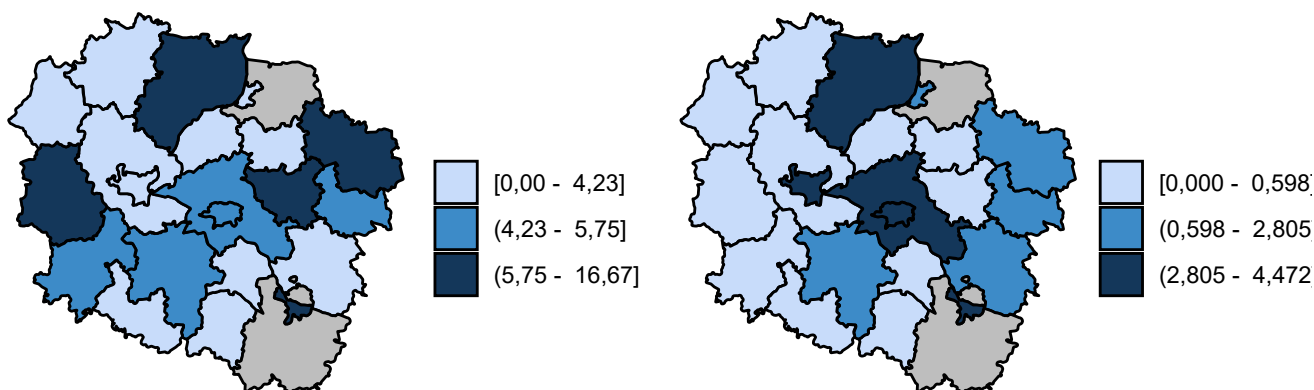 [0,00 - 4,23]
(4,23 - 5,75]
(5,75 - 16,67]
[0,000 - 0,598]
(0,598 - 2,805]
(2,805 - 4,472]